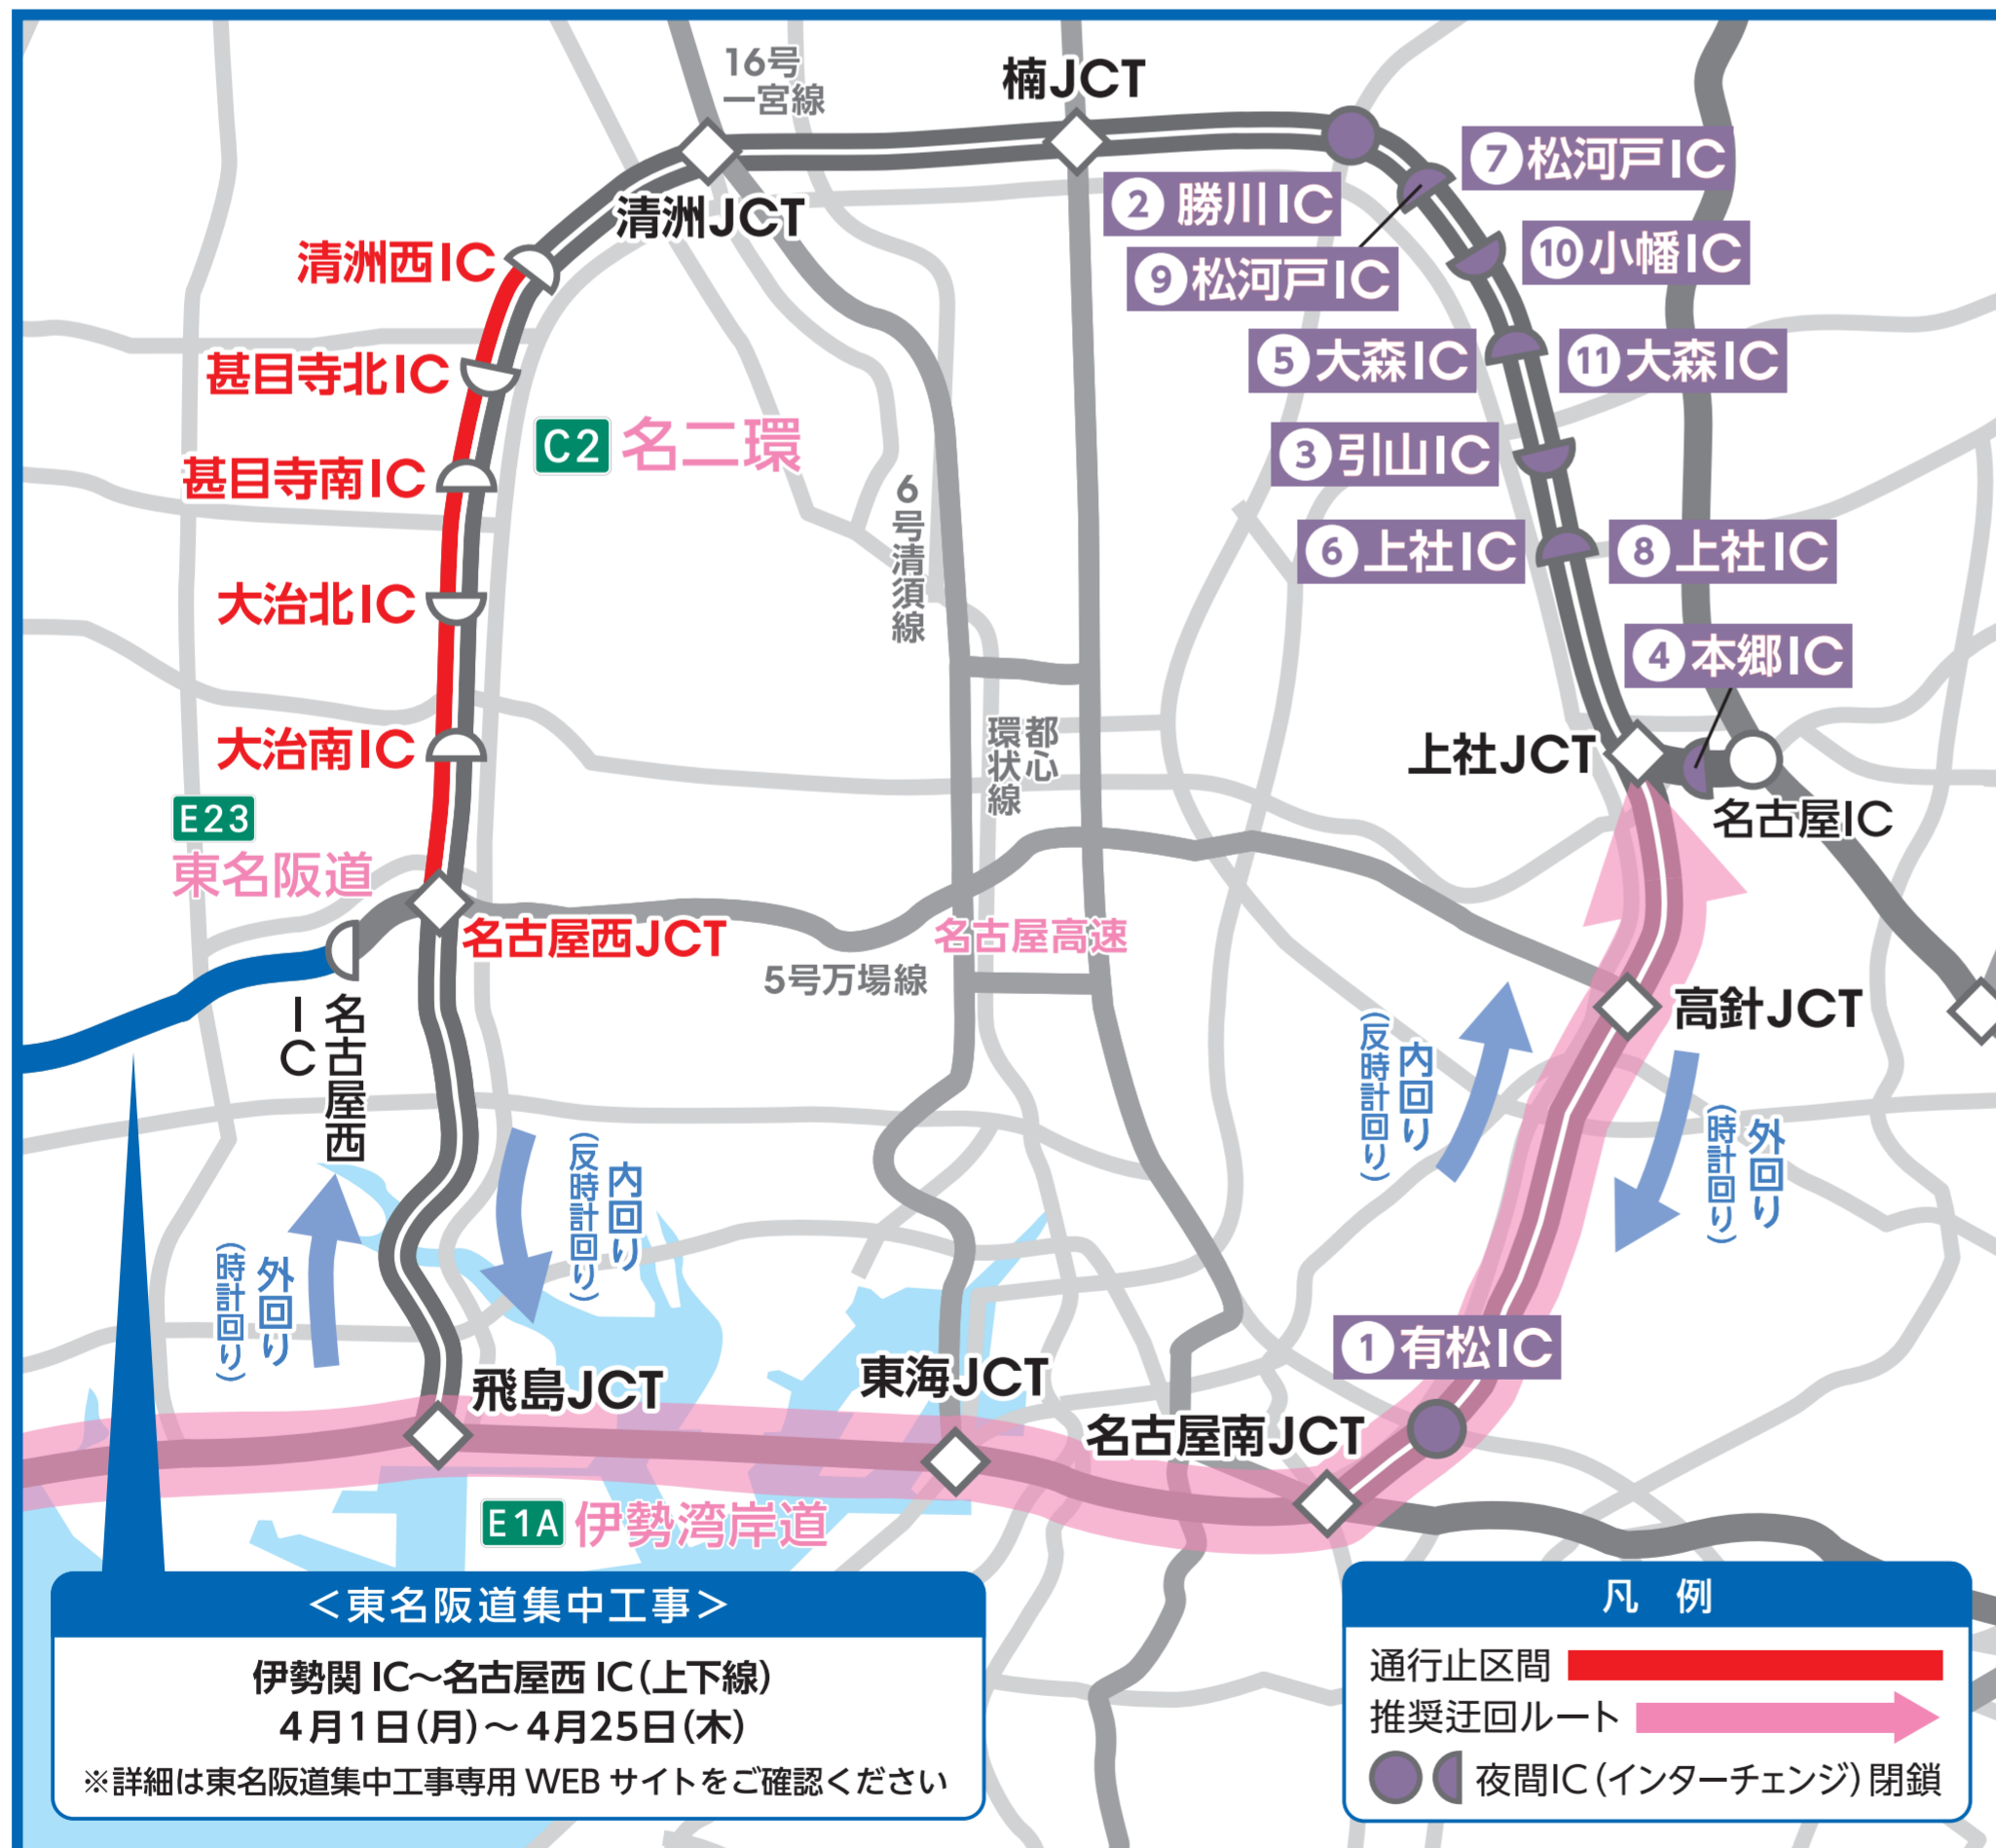 16号
一宮線
楠JCT
⑦松河戸IC
② 勝川IC
清洲JCT
⑩小幡IC
清洲西IC
⑨松河戸IC
⑤大森IC
⑪大森IC
甚目寺北IC
C2 名二環
③引山IC
甚目寺南IC
6号清須線
⑥上社IC
⑧上社IC
大治北IC
④本郷IC
都心
環状線
大治南IC
上社JCT
名古屋IC
E23
東名阪道
名古屋西JCT
名古屋高速
5号万場線
高針JCT
名古屋西
IC
内回り
(反時計回り)
外回り
(時計回り)
内回り
(反時計回り)
外回り
(時計回り)
①有松IC
飛島JCT
東海JCT
名古屋南JCT
E1A 伊勢湾岸道
＜東名阪道集中工事＞
伊勢関 IC～名古屋西 IC(上下線)
4月1日(月)～4月25日(木)
※詳細は東名阪道集中工事専用 WEB サイトをご確認ください
凡 例
通行止区間
推奨迂回ルート
夜間IC(インターチェンジ)閉鎖